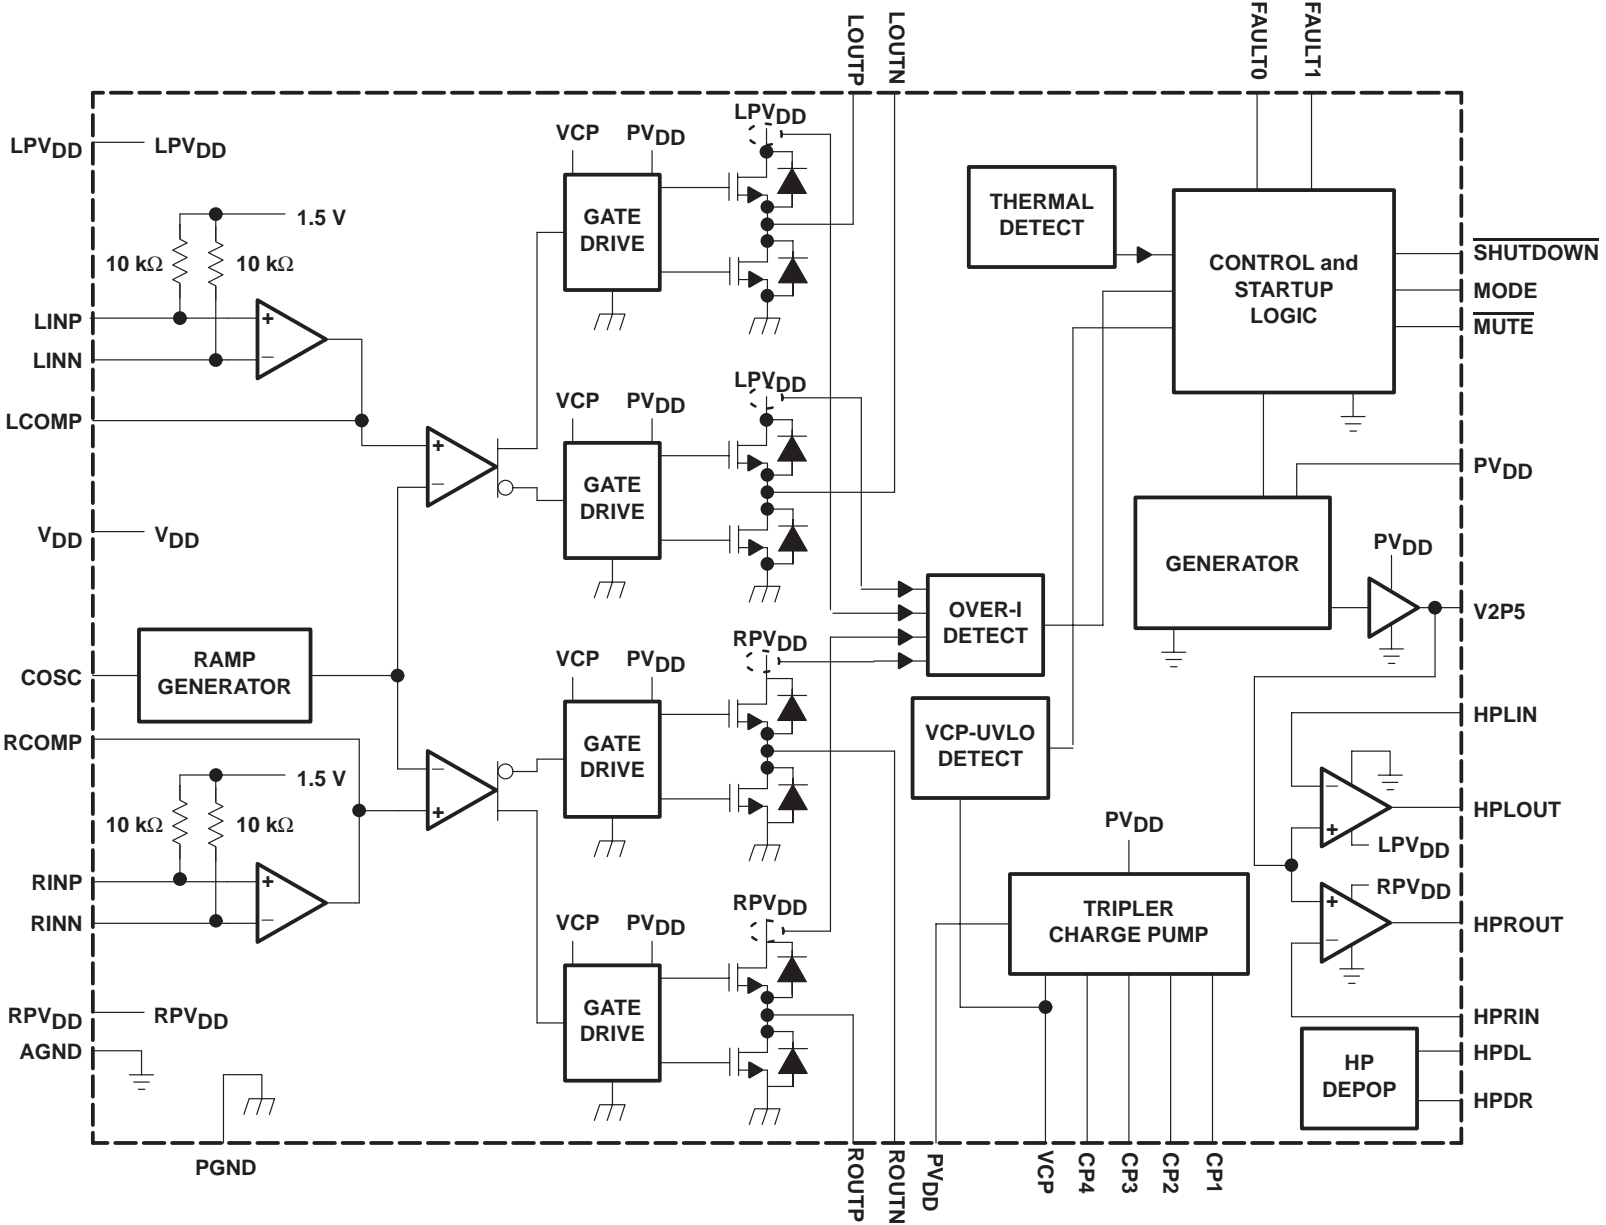 LOUTP
LOUTN
FAULT0
FAULT1
LPVDD
LPVDD
1.5 V
10 kΩ
10 kΩ
LINP
+
LINN
−
LCOMP
+
−
VDD
VDD
COSC
RAMP
GENERATOR
RCOMP
−
+
1.5 V
10 kΩ
10 kΩ
RINP
+
RINN
−
RPVDD
RPVDD
AGND
PGND
VCP
PVDD
LPVDD
GATE
DRIVE
VCP
PVDD
LPVDD
GATE
DRIVE
VCP
PVDD
RPVDD
GATE
DRIVE
VCP
PVDD
RPVDD
GATE
DRIVE
THERMAL
DETECT
CONTROL and
STARTUP
LOGIC
SHUTDOWN
MODE
MUTE
PVDD
GENERATOR
PVDD
V2P5
OVER-I
DETECT
VCP-UVLO
DETECT
PVDD
TRIPLER
CHARGE PUMP
HPLIN
−
+
HPLOUT
LPVDD
RPVDD
+
−
HPROUT
HPRIN
HP
DEPOP
HPDL
HPDR
ROUTP
ROUTN
PVDD
VCP
CP4
CP3
CP2
CP1